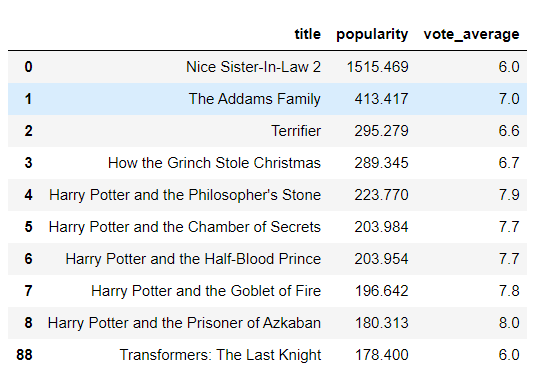 title popularity vote_average
0 Nice Sister-In-Law 2 1515.469 6.0
1 The Addams Family 413.417 7.0
2 Terrifier 295.279 6.6
3 How the Grinch Stole Christmas 289.345 6.7
4 Harry Potter and the Philosopher's Stone 223.770 7.9
5 Harry Potter and the Chamber of Secrets 203.984 7.7
6 Harry Potter and the Half-Blood Prince 203.954 7.7
7 Harry Potter and the Goblet of Fire 196.642 7.8
8 Harry Potter and the Prisoner of Azkaban 180.313 8.0
88 Transformers: The Last Knight 178.400 6.0